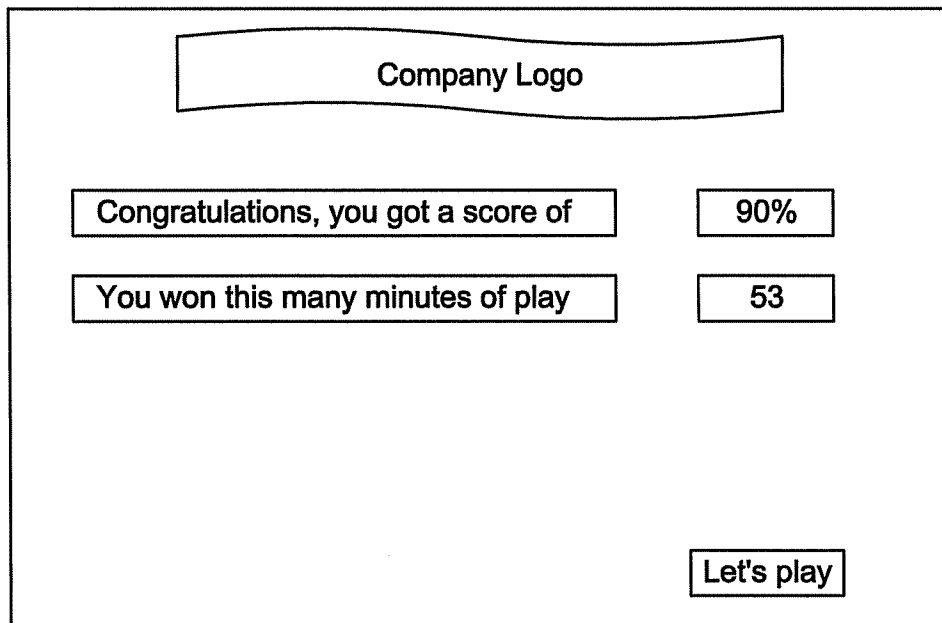 Company Logo
Congratulations, you got a score of 90%
You won this many minutes of play 53
Let's play